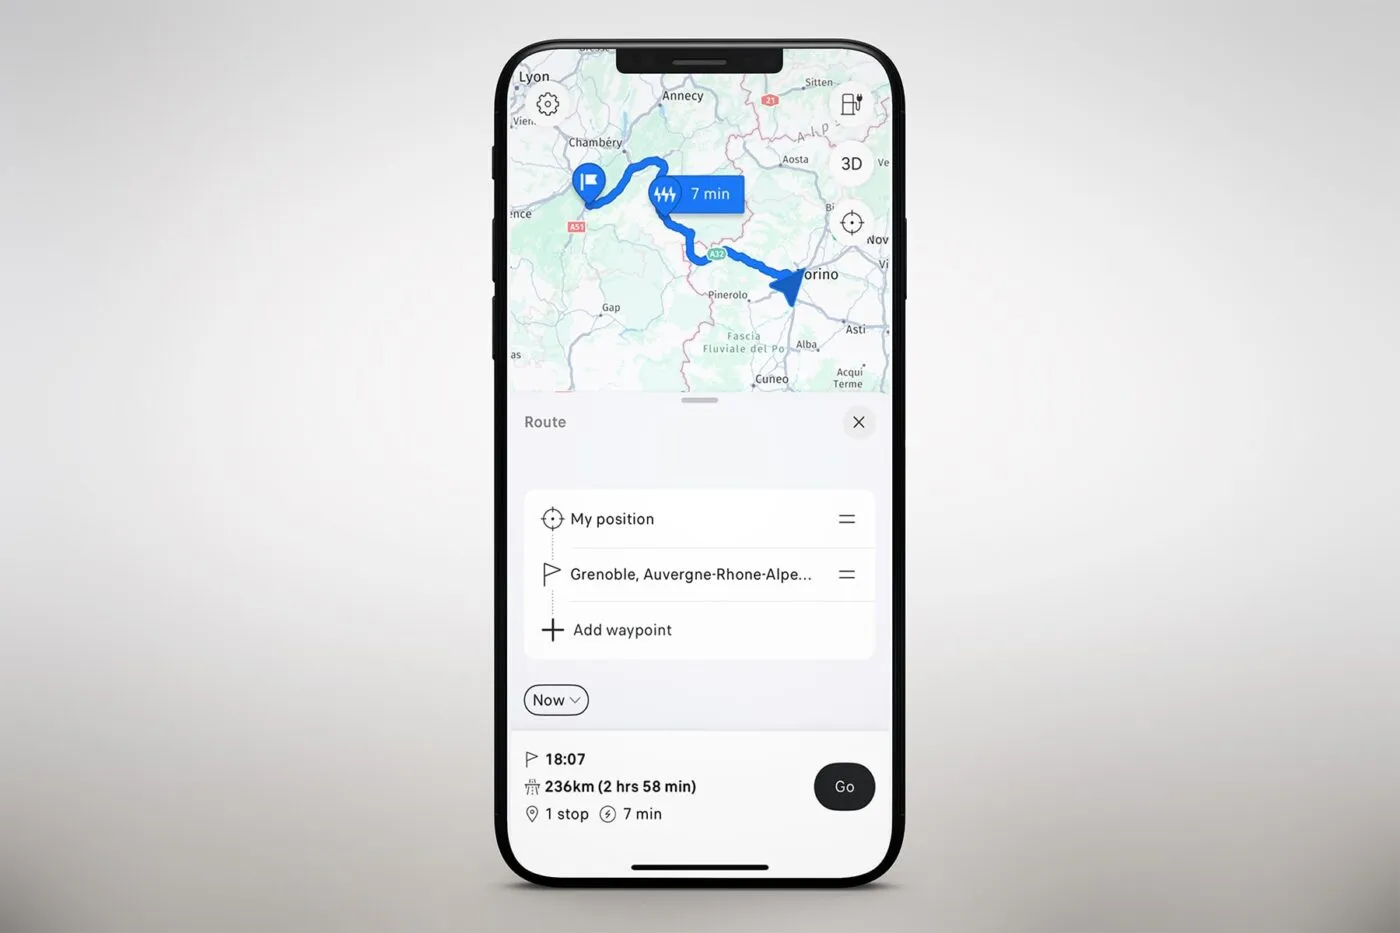 Lyon
Sitten
Annecy
21
Vien.
Alp
Chambéry
Aosta
3D
Ve
7 min
Bi
ence
A51
Nov
A32
Vi
orino
Pinerolo
Gap
Asti
Fascia
Fluviale del Po
Alba
as
Acqui
Terme
Cuneo
Route
My position
Grenoble, Auvergne-Rhone-Alpe...
Add waypoint
Now
18:07
236km (2 hrs 58 min)
Go
1 stop 7 min